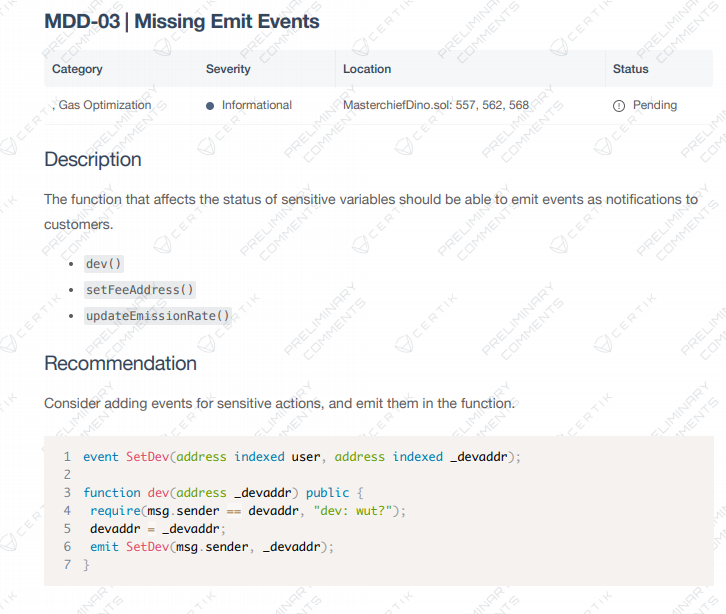 MDD-03 | Missing Emit Events
Category Severity Location Status
, Gas Optimization Informational MasterchiefDino.sol: 557, 562, 568 Pending
Description
The function that affects the status of sensitive variables should be able to emit events as notifications to
customers.
dev()
setFeeAddress()
updateEmissionRate()
Recommendation
Consider adding events for sensitive actions, and emit them in the function.
1 event SetDev(address indexed user, address indexed _devaddr);
2
3 function dev(address _devaddr) public {
4 require(msg.sender == devaddr, "dev: wut?");
5 devaddr = _devaddr;
6 emit SetDev(msg.sender, _devaddr);
7 }
CERTIK
PRELIMINARY
COMMENTS